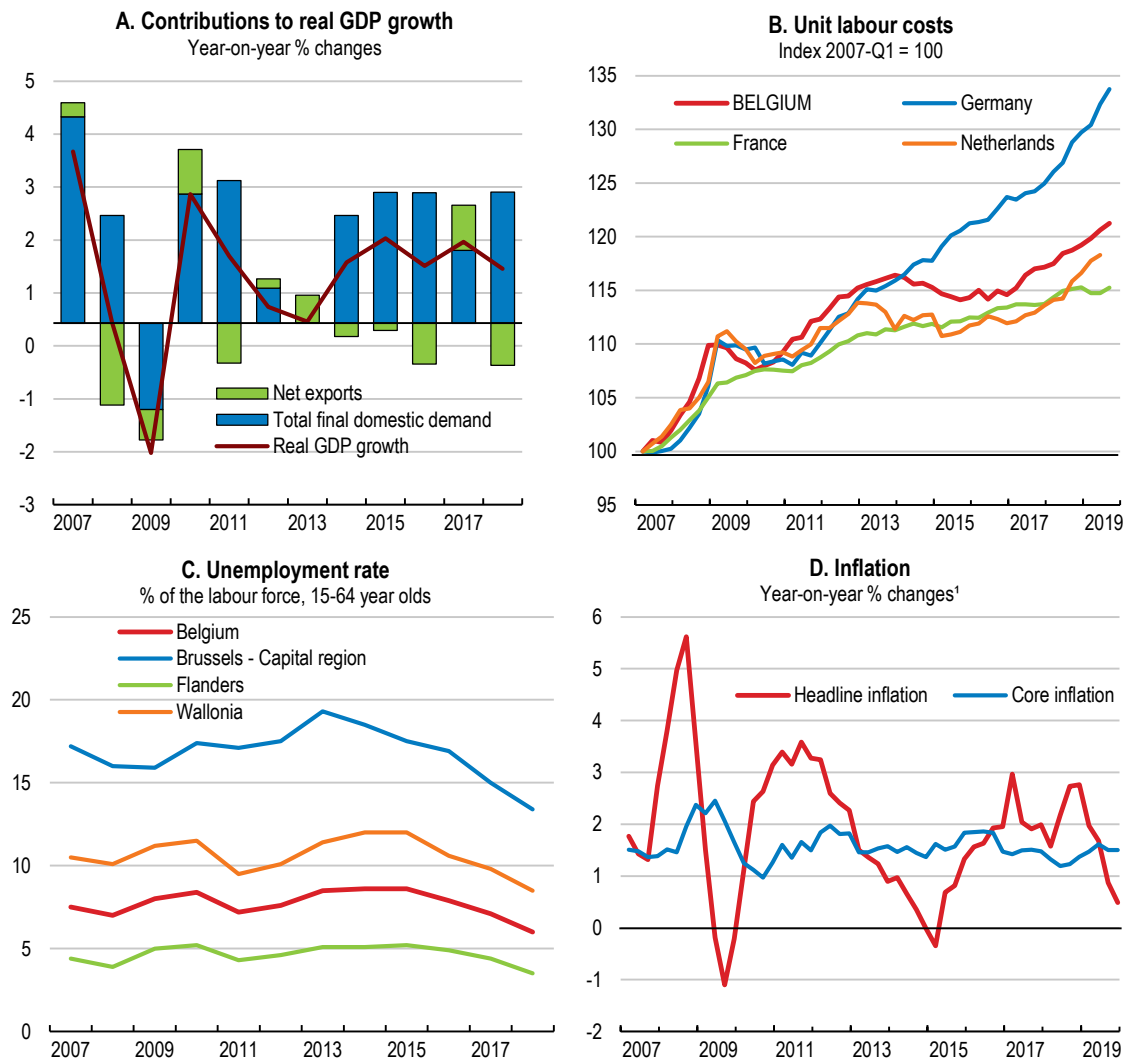 A. Contributions to real GDP growth
Year-on-year % changes
5
4
3
2
1
0
-1
-2
-3
Net exports
Total final domestic demand
Real GDP growth
2007 2009 2011 2013 2015 2017
B. Unit labour costs
Index 2007-Q1 = 100
135
130
125
120
115
110
105
100
95
BELGIUM Germany
France Netherlands
2007 2009 2011 2013 2015 2017 2019
C. Unemployment rate
% of the labour force, 15-64 year olds
25
20
15
10
5
0
Belgium
Brussels - Capital region
Flanders
Wallonia
2007 2009 2011 2013 2015 2017
D. Inflation
Year-on-year % changes¹
6
5
4
3
2
1
0
-1
-2
Headline inflation Core inflation
2007 2009 2011 2013 2015 2017 2019